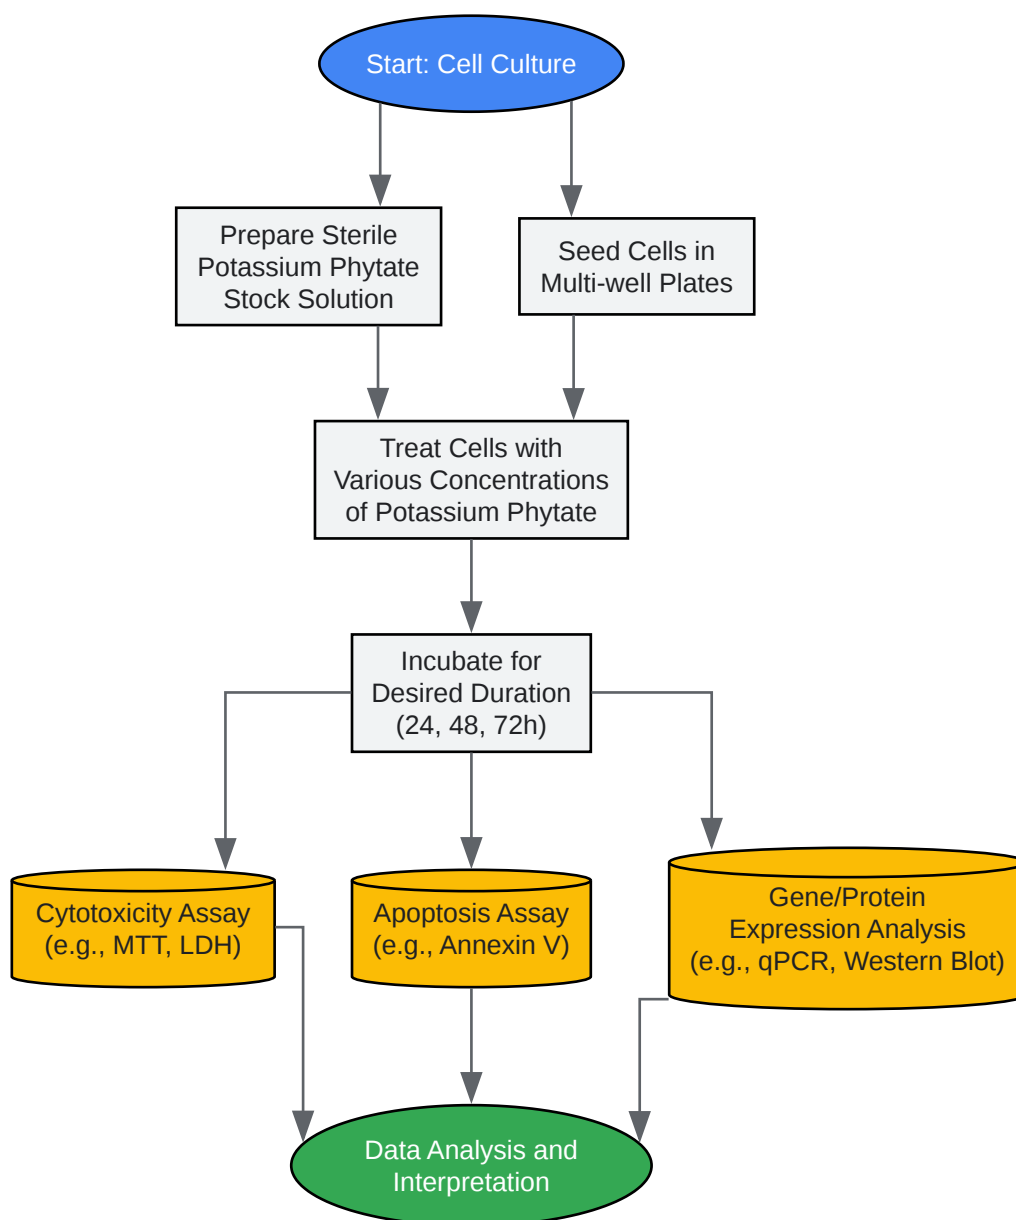 Start: Cell Culture
Prepare Sterile
Potassium Phytate
Stock Solution
Seed Cells in
Multi-well Plates
Treat Cells with
Various Concentrations
of Potassium Phytate
Incubate for
Desired Duration
(24, 48, 72h)
Cytotoxicity Assay
(e.g., MTT, LDH)
Apoptosis Assay
(e.g., Annexin V)
Gene/Protein
Expression Analysis
(e.g., qPCR, Western Blot)
Data Analysis and
Interpretation